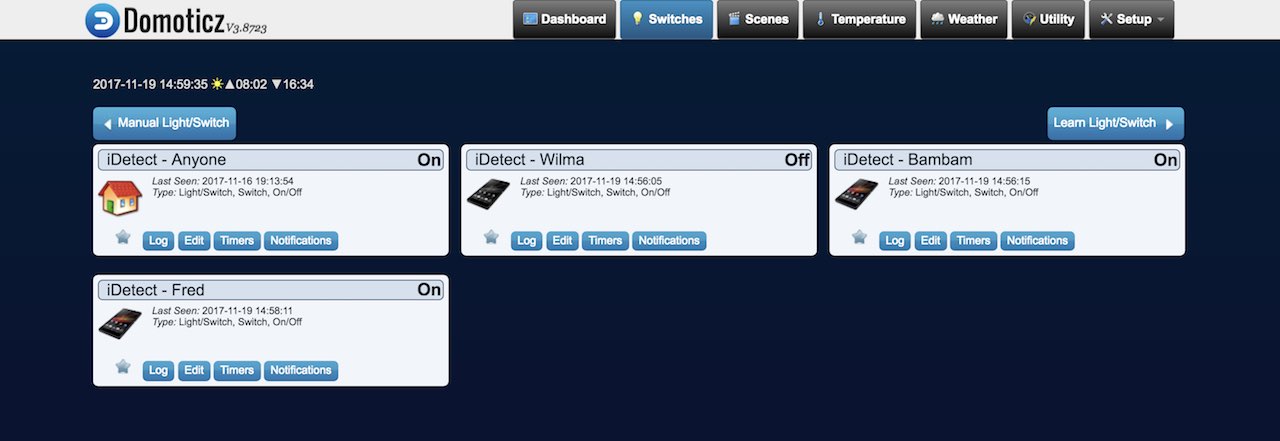 Domoticz V3.8723
Dashboard Switches Scenes Temperature Weather Utility Setup
2017-11-19 14:59:35 ☀▲08:02 ▼16:34
Manual Light/Switch
Learn Light/Switch
iDetect - Anyone On
Last Seen: 2017-11-16 19:13:54
Type: Light/Switch, Switch, On/Off
Log Edit Timers Notifications
iDetect - Wilma Off
Last Seen: 2017-11-19 14:56:05
Type: Light/Switch, Switch, On/Off
Log Edit Timers Notifications
iDetect - Bambam On
Last Seen: 2017-11-19 14:56:15
Type: Light/Switch, Switch, On/Off
Log Edit Timers Notifications
iDetect - Fred On
Last Seen: 2017-11-19 14:58:11
Type: Light/Switch, Switch, On/Off
Log Edit Timers Notifications